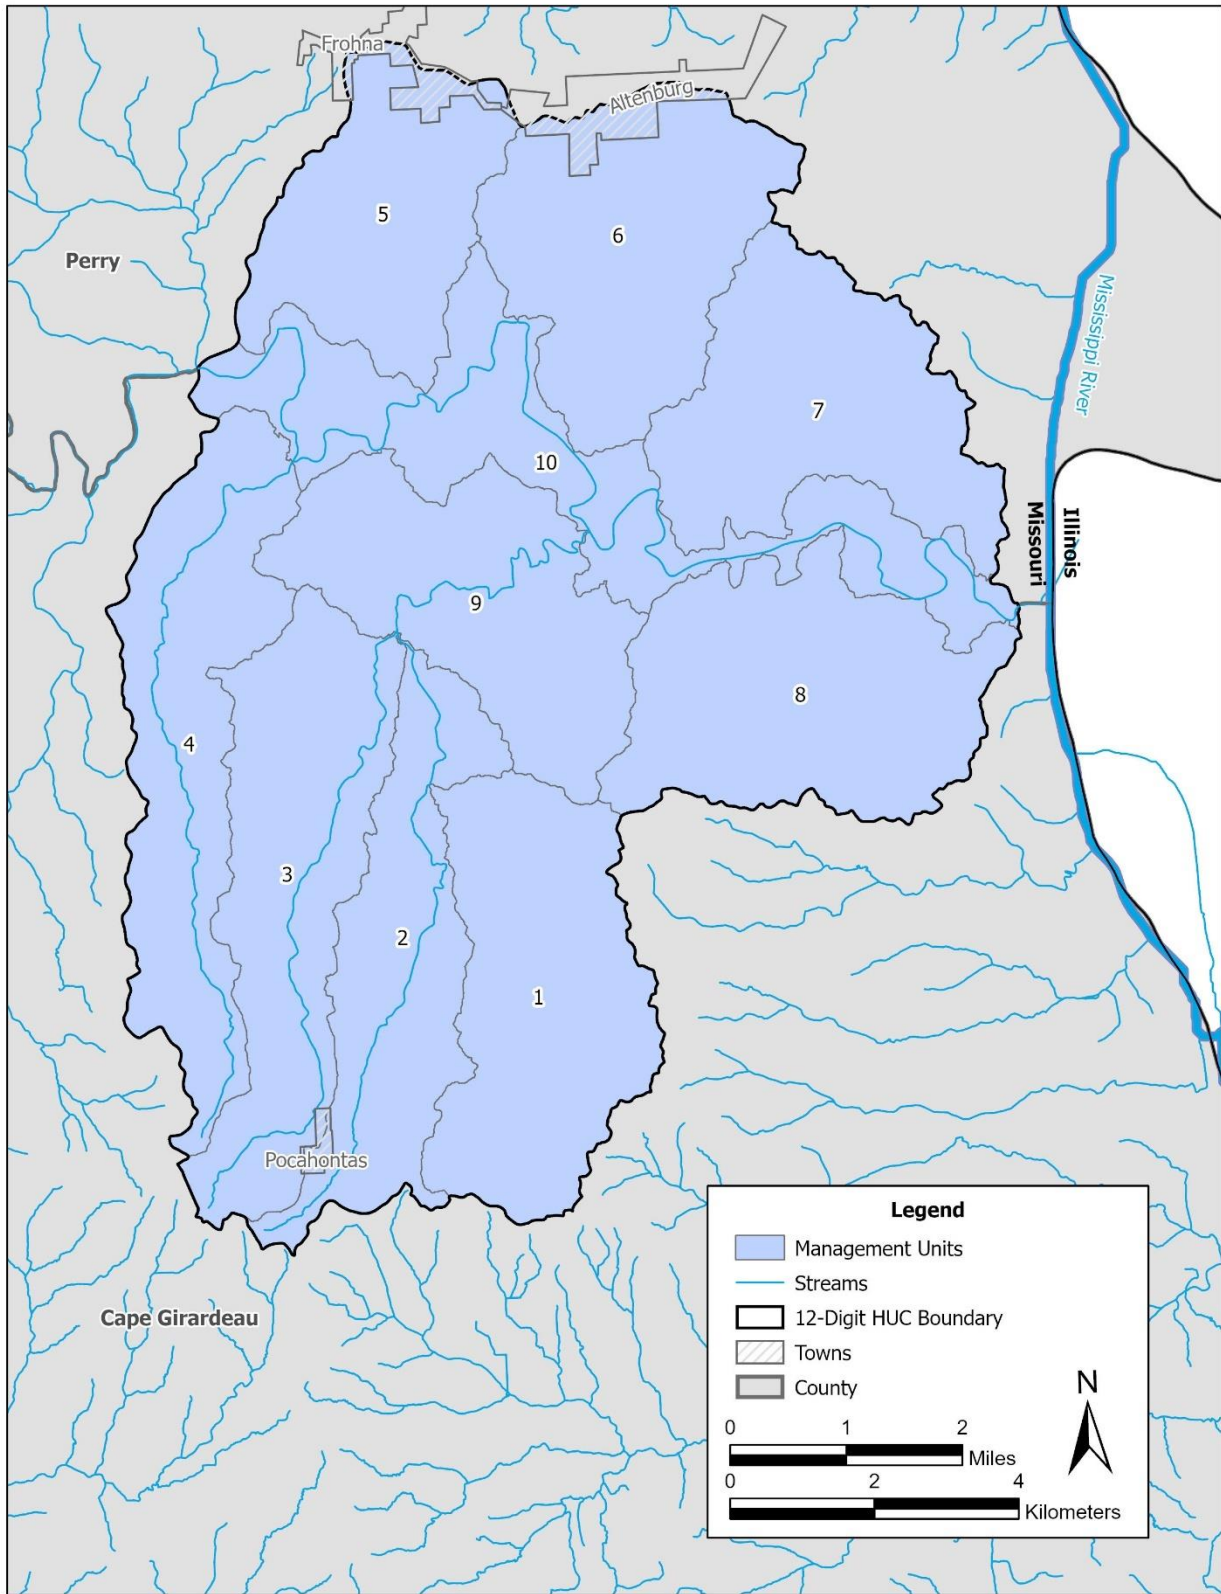 Frohna
Altenburg
5
6
Perry
Mississippi River
7
10
Missouri
Illinois
9
8
4
3
2
1
Pocahontas
Cape Girardeau
Legend
Management Units
Streams
12-Digit HUC Boundary
Towns
County
N
0 1 2
Miles
0 2 4
Kilometers